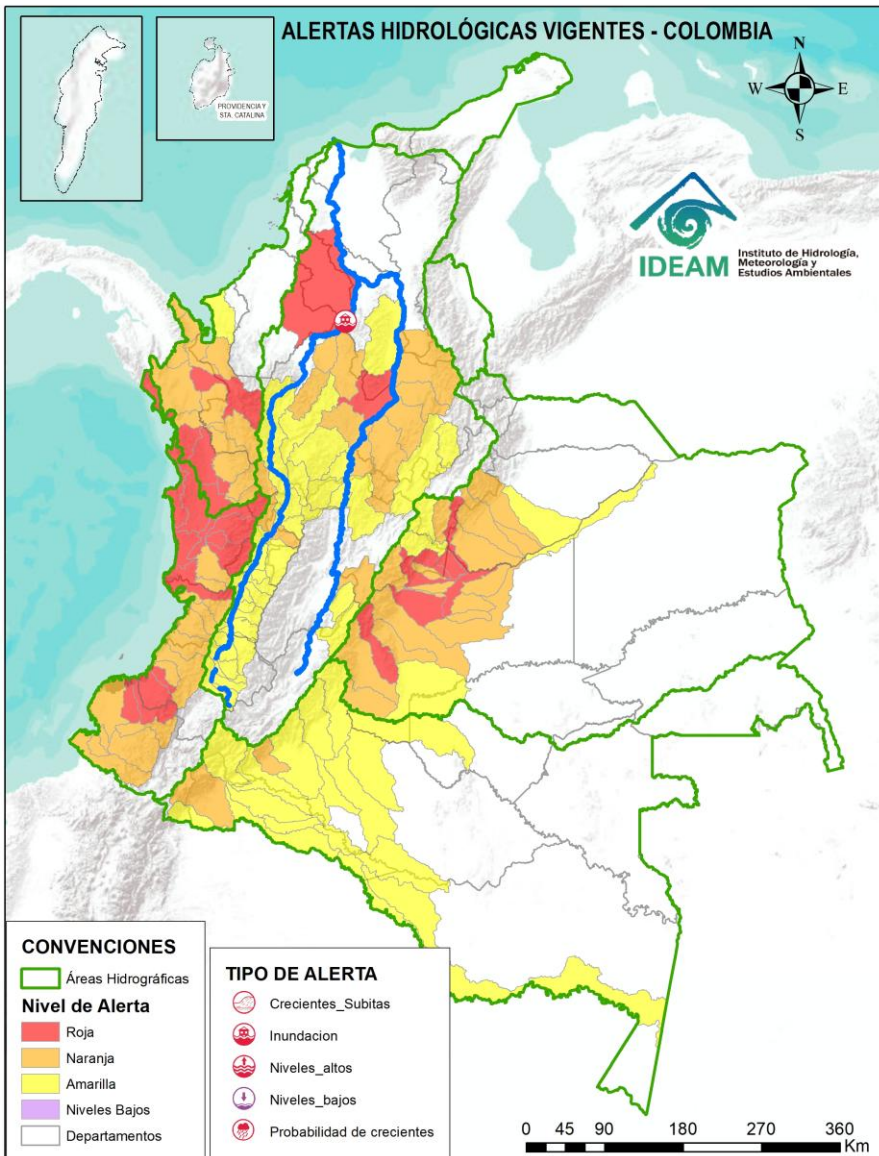 ALERTAS HIDROLÓGICAS VIGENTES - COLOMBIA
PROVIDENCIA Y
STA. CATALINA
N
W
E
S
IDEAM
Instituto de Hidrología,
Meteorología y
Estudios Ambientales
CONVENCIONES
Áreas Hidrográficas
Nivel de Alerta
Roja
Naranja
Amarilla
Niveles Bajos
Departamentos
TIPO DE ALERTA
Crecientes_Subitas
Inundacion
Niveles_altos
Niveles_bajos
Probabilidad de crecientes
0 45 90 180 270 360
Km